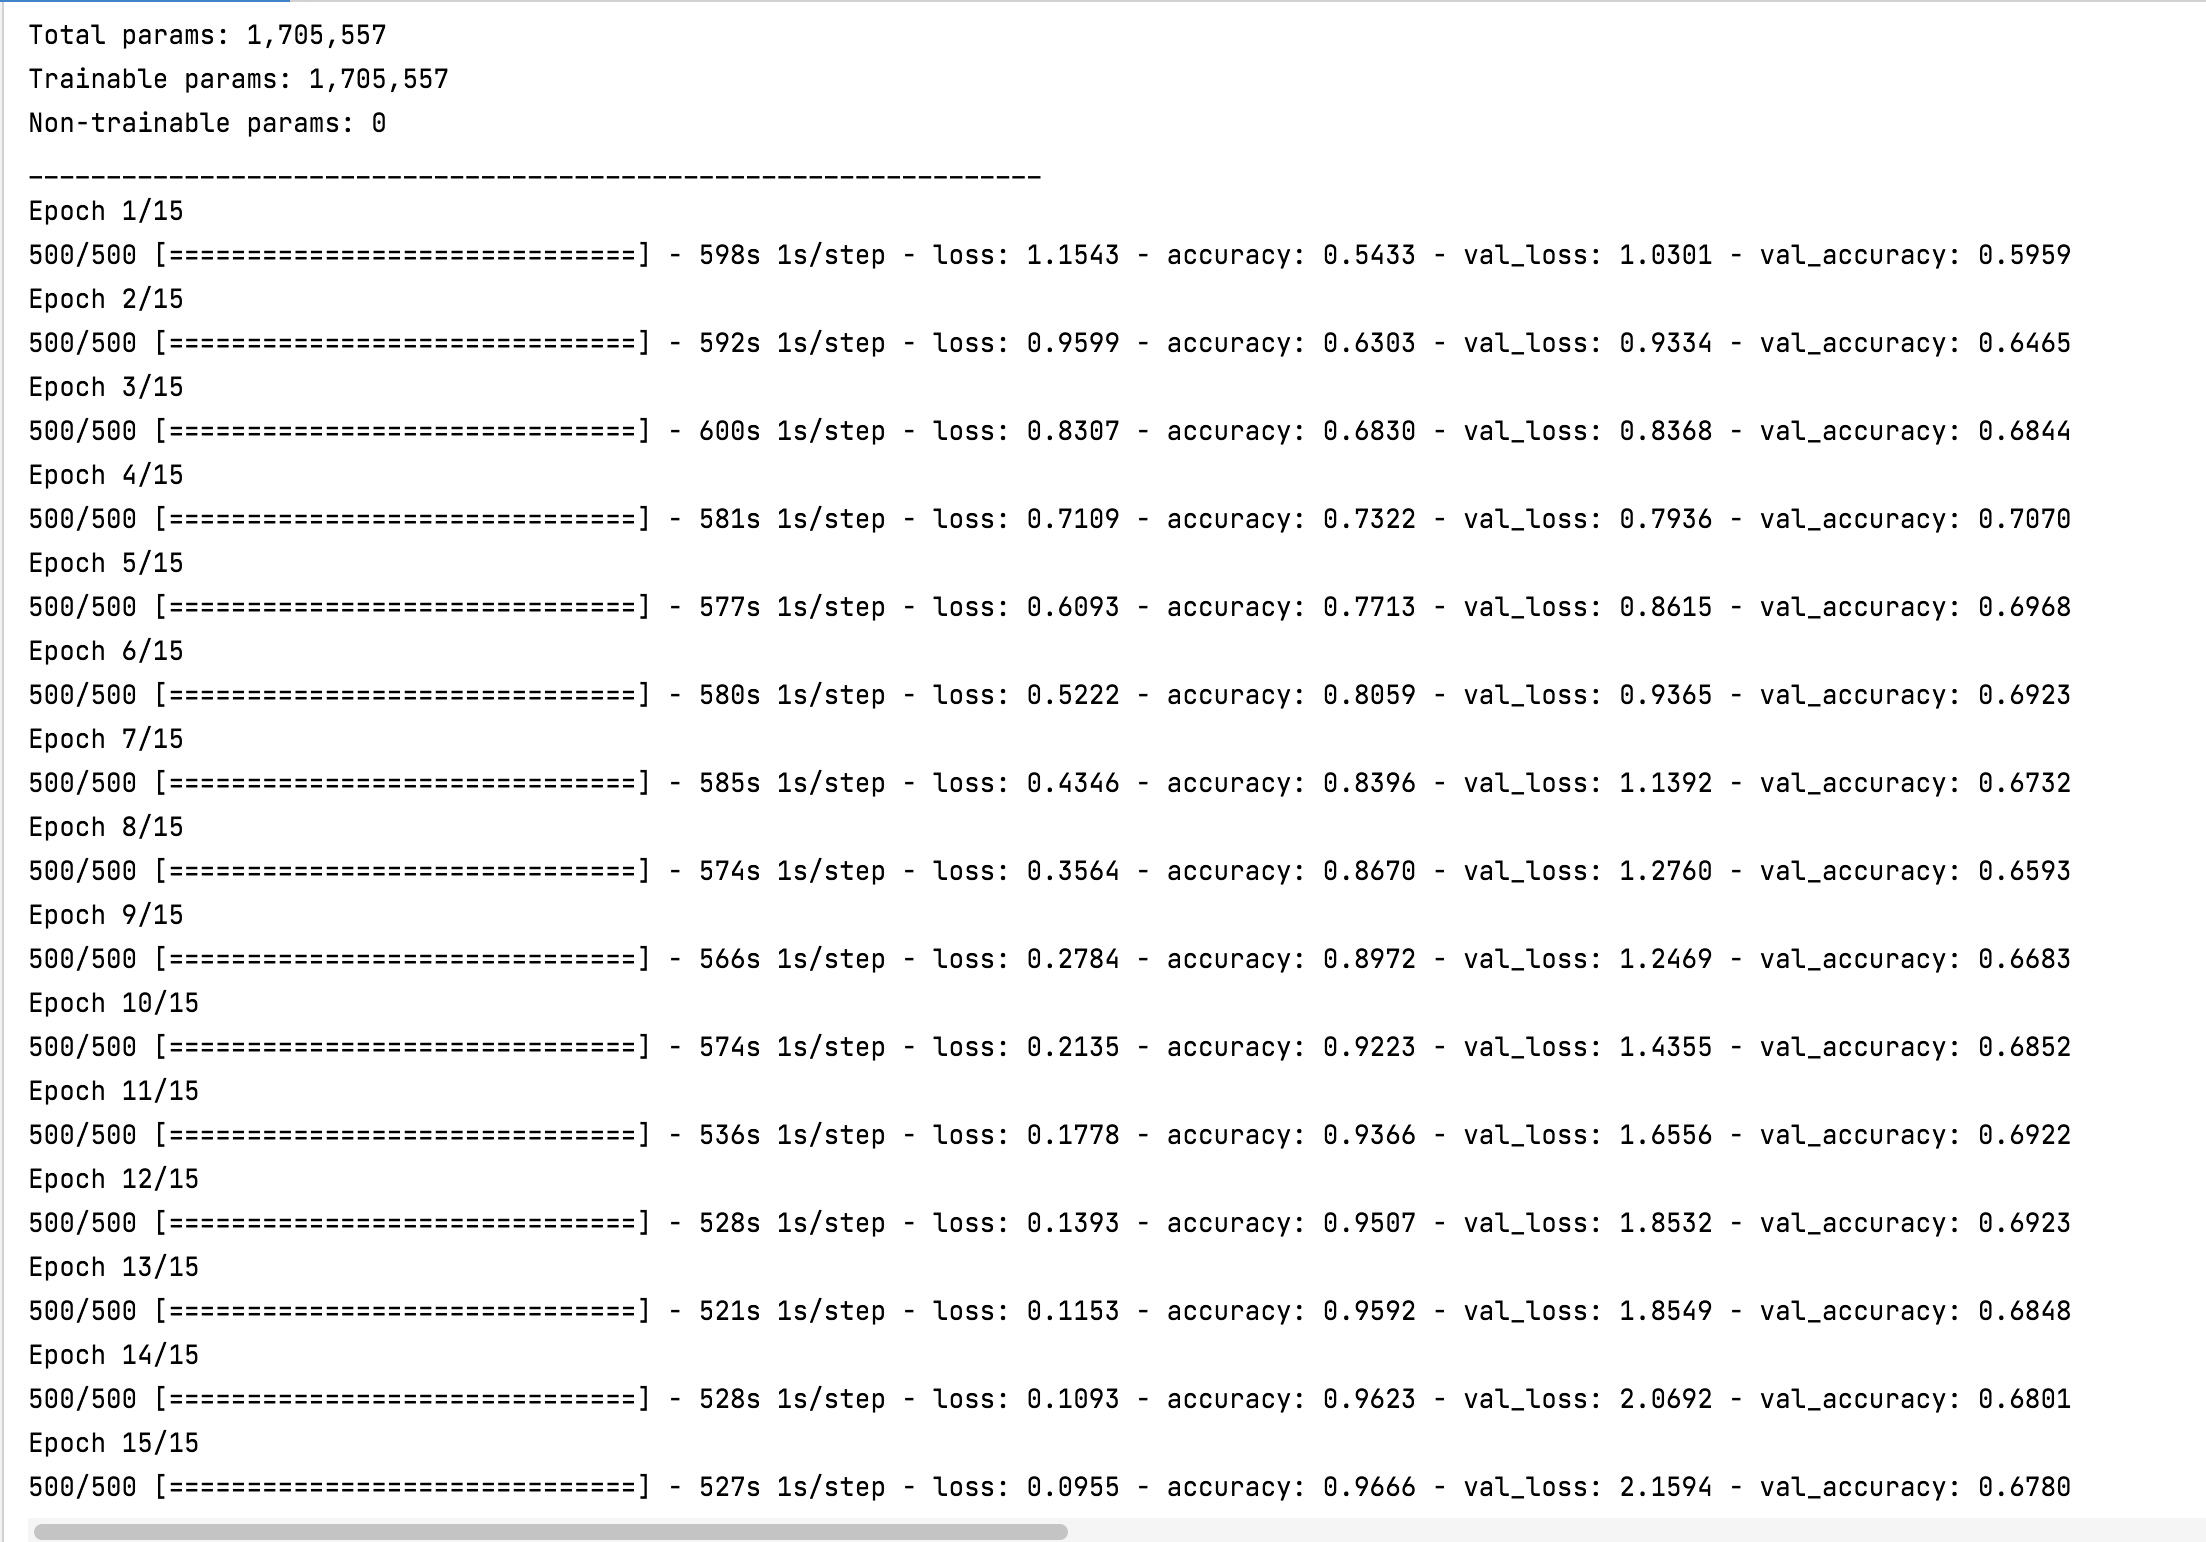 Total params: 1,705,557
Trainable params: 1,705,557
Non-trainable params: 0
_________________________________________________________________
Epoch 1/15
500/500 [==============================] - 598s 1s/step - loss: 1.1543 - accuracy: 0.5433 - val_loss: 1.0301 - val_accuracy: 0.5959
Epoch 2/15
500/500 [==============================] - 592s 1s/step - loss: 0.9599 - accuracy: 0.6303 - val_loss: 0.9334 - val_accuracy: 0.6465
Epoch 3/15
500/500 [==============================] - 600s 1s/step - loss: 0.8307 - accuracy: 0.6830 - val_loss: 0.8368 - val_accuracy: 0.6844
Epoch 4/15
500/500 [==============================] - 581s 1s/step - loss: 0.7109 - accuracy: 0.7322 - val_loss: 0.7936 - val_accuracy: 0.7070
Epoch 5/15
500/500 [==============================] - 577s 1s/step - loss: 0.6093 - accuracy: 0.7713 - val_loss: 0.8615 - val_accuracy: 0.6968
Epoch 6/15
500/500 [==============================] - 580s 1s/step - loss: 0.5222 - accuracy: 0.8059 - val_loss: 0.9365 - val_accuracy: 0.6923
Epoch 7/15
500/500 [==============================] - 585s 1s/step - loss: 0.4346 - accuracy: 0.8396 - val_loss: 1.1392 - val_accuracy: 0.6732
Epoch 8/15
500/500 [==============================] - 574s 1s/step - loss: 0.3564 - accuracy: 0.8670 - val_loss: 1.2760 - val_accuracy: 0.6593
Epoch 9/15
500/500 [==============================] - 566s 1s/step - loss: 0.2784 - accuracy: 0.8972 - val_loss: 1.2469 - val_accuracy: 0.6683
Epoch 10/15
500/500 [==============================] - 574s 1s/step - loss: 0.2135 - accuracy: 0.9223 - val_loss: 1.4355 - val_accuracy: 0.6852
Epoch 11/15
500/500 [==============================] - 536s 1s/step - loss: 0.1778 - accuracy: 0.9366 - val_loss: 1.6556 - val_accuracy: 0.6922
Epoch 12/15
500/500 [==============================] - 528s 1s/step - loss: 0.1393 - accuracy: 0.9507 - val_loss: 1.8532 - val_accuracy: 0.6923
Epoch 13/15
500/500 [==============================] - 521s 1s/step - loss: 0.1153 - accuracy: 0.9592 - val_loss: 1.8549 - val_accuracy: 0.6848
Epoch 14/15
500/500 [==============================] - 528s 1s/step - loss: 0.1093 - accuracy: 0.9623 - val_loss: 2.0692 - val_accuracy: 0.6801
Epoch 15/15
500/500 [==============================] - 527s 1s/step - loss: 0.0955 - accuracy: 0.9666 - val_loss: 2.1594 - val_accuracy: 0.6780